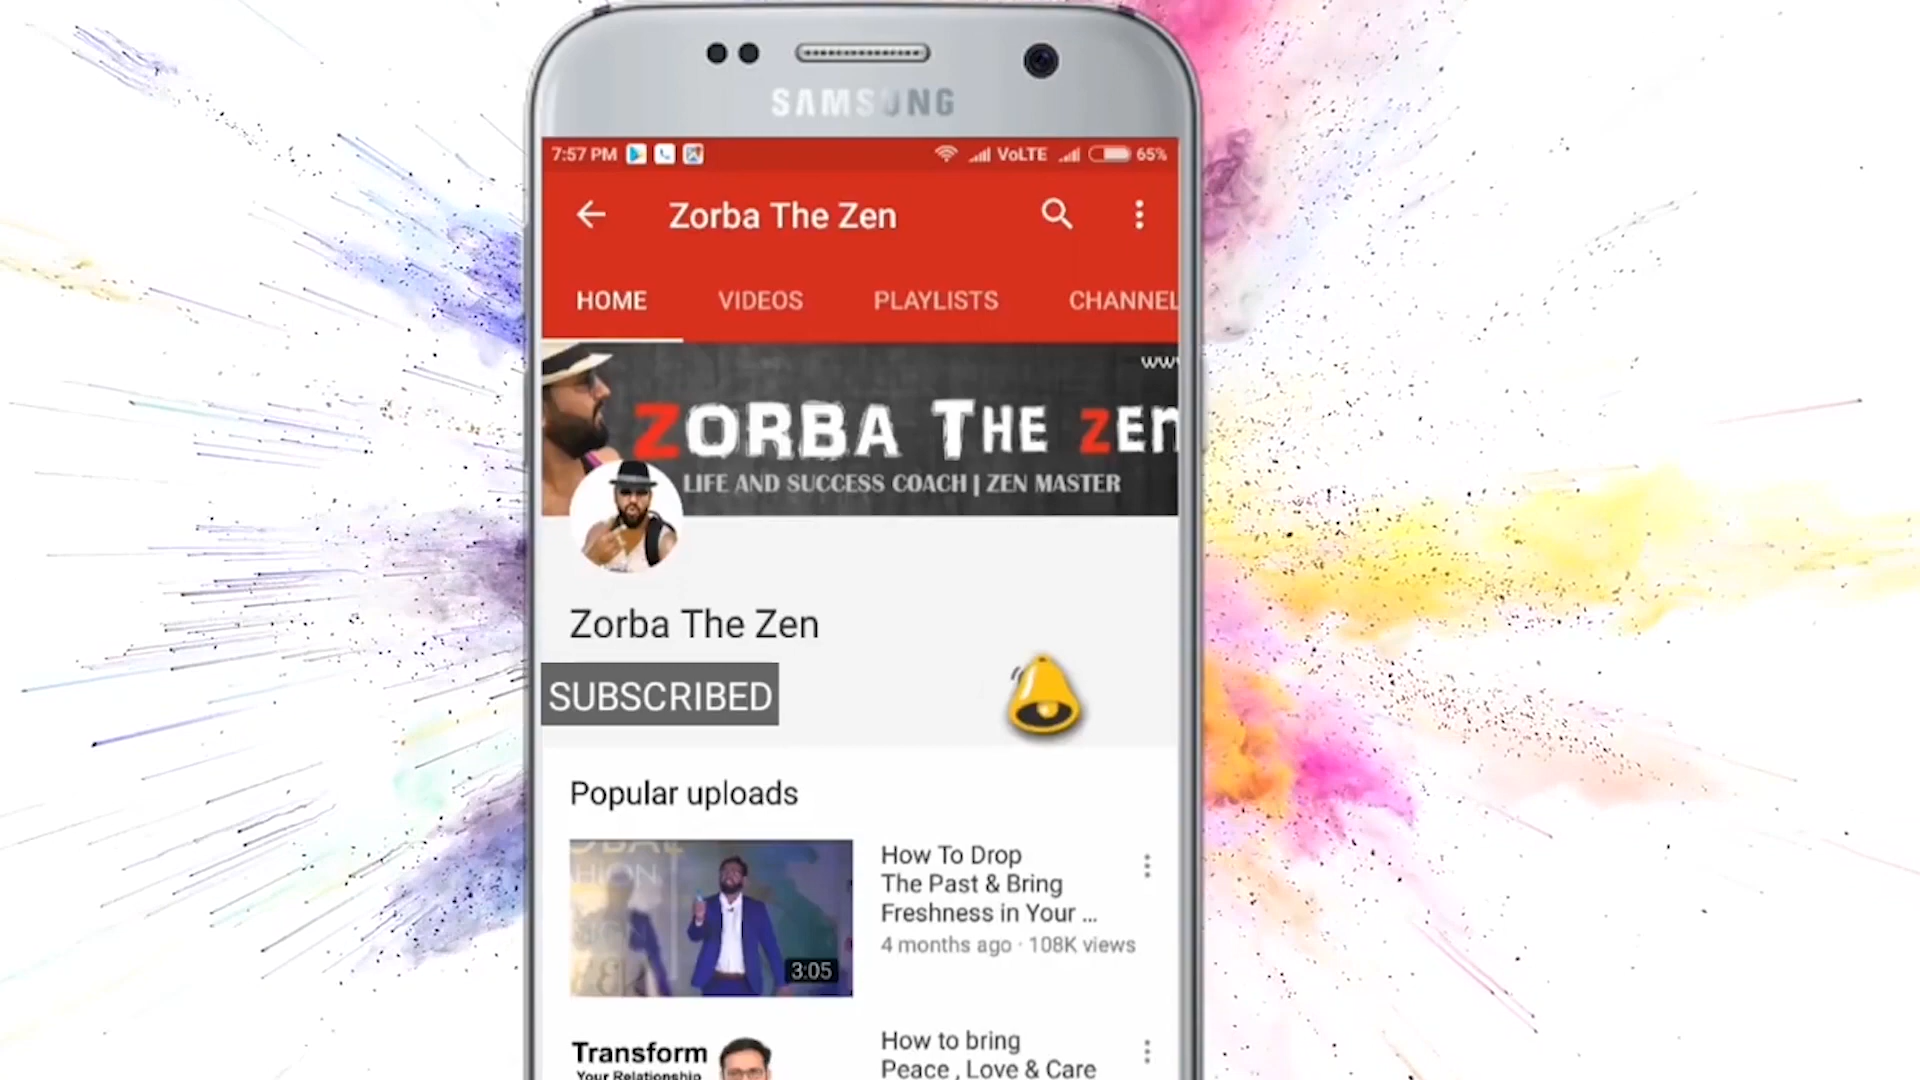 SAMSUNG
7:57 PM
VoLTE
65%
Zorba The Zen
HOME
VIDEOS
PLAYLISTS
CHANNEL
ZORBA THE ZEN
LIFE AND SUCCESS COACH | ZEN MASTER
Zorba The Zen
SUBSCRIBED
Popular uploads
How To Drop
The Past & Bring
Freshness in Your ...
4 months ago · 108K views
3:05
Transform
Your Relationship
How to bring
Peace , Love & Care